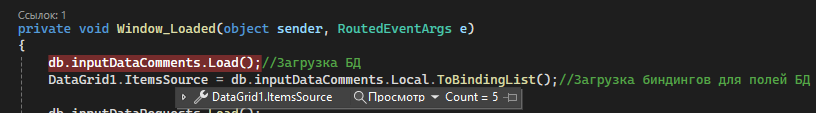 Ссылок: 1
private void Window_Loaded(object sender, RoutedEventArgs e)
{
db.inputDataComments.Load();//Загрузка БД
DataGrid1.ItemsSource = db.inputDataComments.Local.ToBindingList();//Загрузка биндингов для полей БД
DataGrid1.ItemsSource Просмотр Count = 5
db.inputDataRequests.Load();